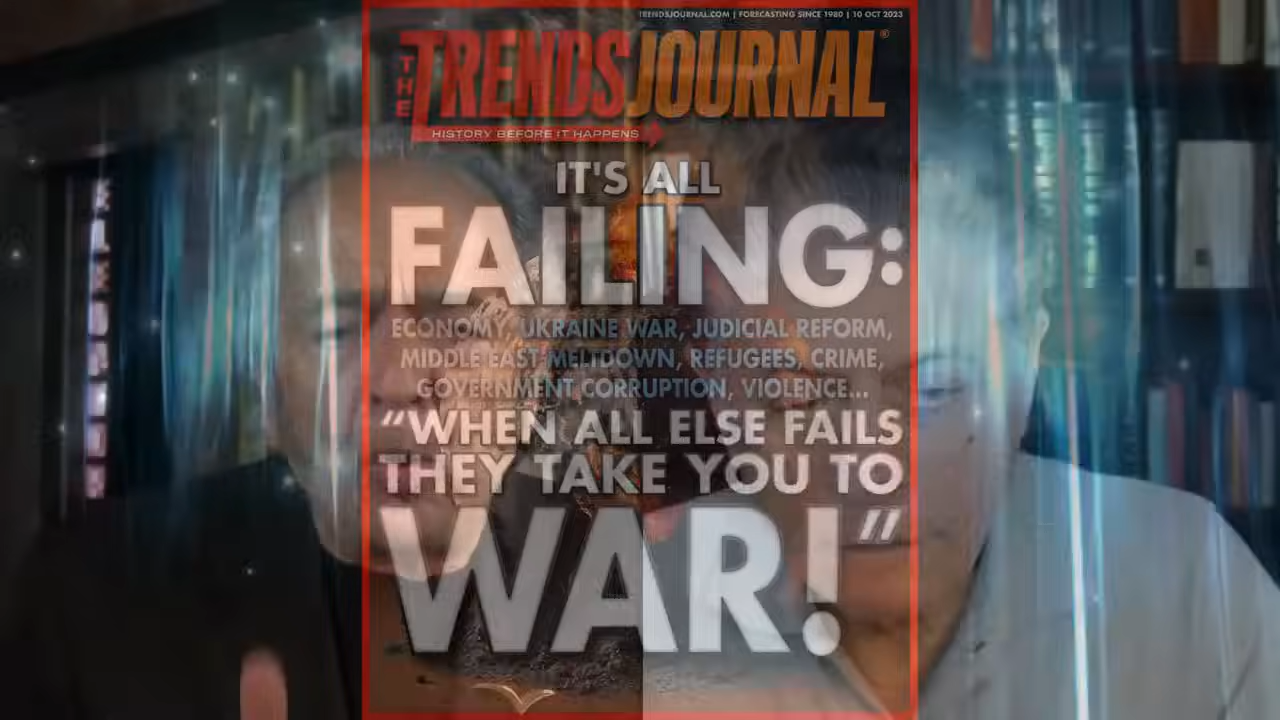 TRENDSJOURNAL.COM | FORECASTING SINCE 1980 | 10 OCT 2023
THE TRENDS JOURNAL®
HISTORY BEFORE IT HAPPENS
IT'S ALL
FAILING:
ECONOMY, UKRAINE WAR, JUDICIAL REFORM,
MIDDLE EAST MELTDOWN, REFUGEES, CRIME,
GOVERNMENT CORRUPTION, VIOLENCE...
“WHEN ALL ELSE FAILS
THEY TAKE YOU TO
WAR!”